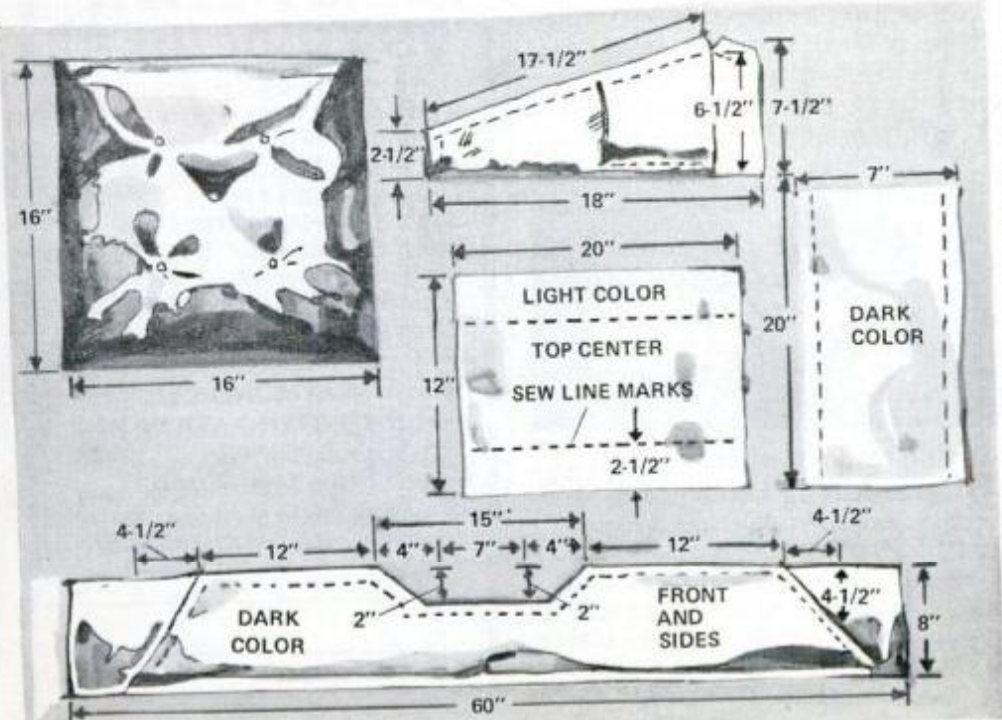 17-1/2"
16"
2-1/2"
6-1/2"
7-1/2"
18"
7"
20"
LIGHT COLOR
TOP CENTER
SEW LINE MARKS
2-1/2"
12"
20"
DARK
COLOR
16"
15"
4-1/2"
12"
4"
7"
4"
12"
4-1/2"
2"
2"
DARK
COLOR
FRONT
AND
SIDES
4-1/2"
8"
60"